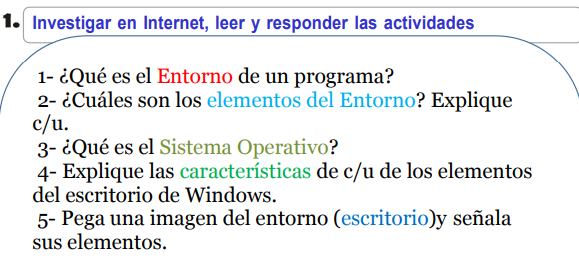 1. Investigar en Internet, leer y responder las actividades
1- ¿Qué es el Entorno de un programa?
2- ¿Cuáles son los elementos del Entorno? Explique
c/u.
3- ¿Qué es el Sistema Operativo?
4- Explique las características de c/u de los elementos
del escritorio de Windows.
5- Pega una imagen del entorno (escritorio)y señala
sus elementos.